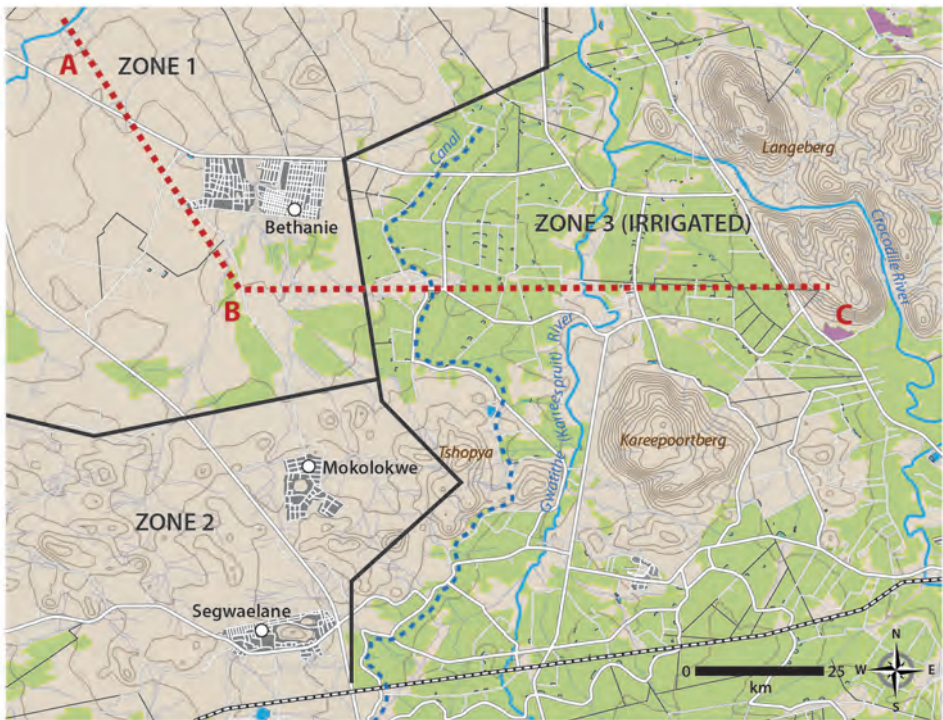 A
ZONE 1
Canal
Langeberg
Bethanie
ZONE 3 (IRRIGATED)
Crocodile River
B
C
Gwatlhe (Kareespruit) River
Tshopya
Kareepoortberg
Mokolokwe
ZONE 2
Segwaelane
N
W
E
S
0
25
km